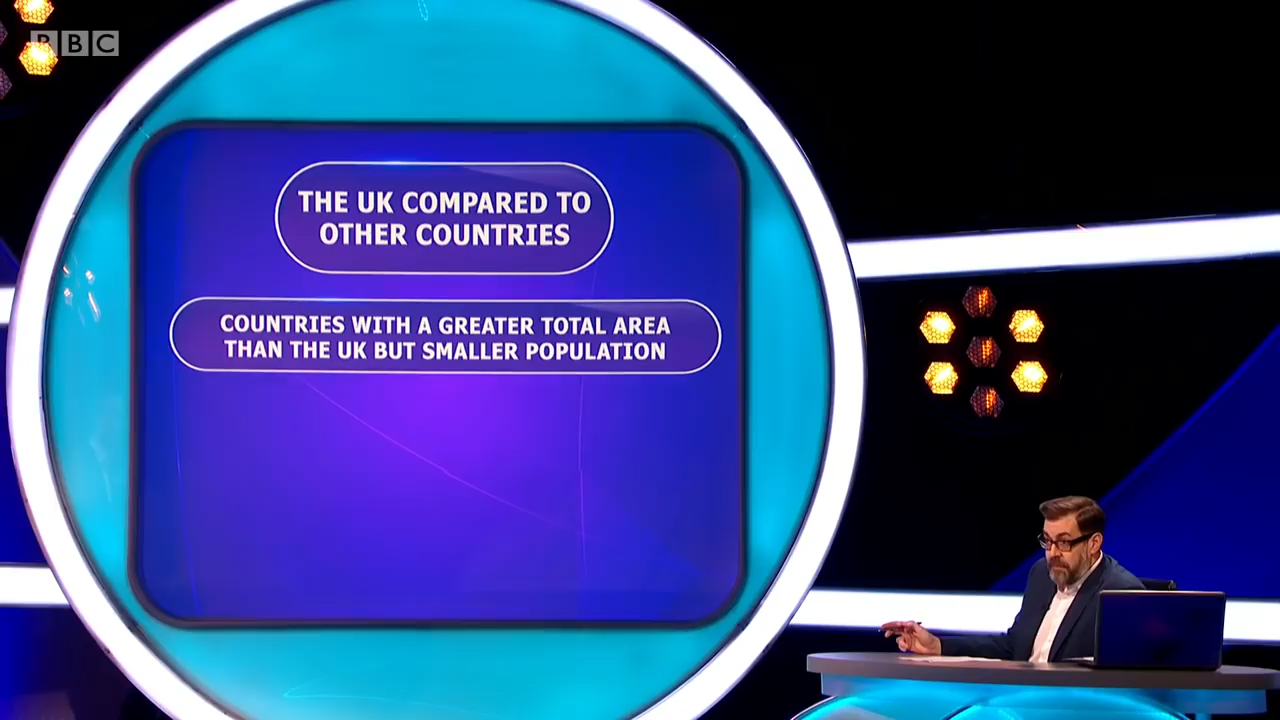 BBC
THE UK COMPARED TO
OTHER COUNTRIES
COUNTRIES WITH A GREATER TOTAL AREA
THAN THE UK BUT SMALLER POPULATION